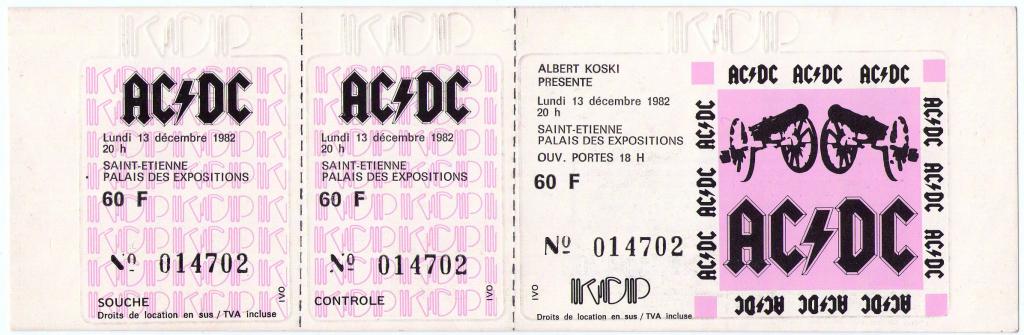 KCP
AC⚡DC
Lundi 13 décembre 1982
20 h
SAINT-ETIENNE
PALAIS DES EXPOSITIONS
60 F
Nº 014702
SOUCHE
Droits de location en sus / TVA incluse
IVO
KCP
AC⚡DC
Lundi 13 décembre 1982
20 h
SAINT-ETIENNE
PALAIS DES EXPOSITIONS
60 F
Nº 014702
CONTROLE
IVO
KCP
ALBERT KOSKI
PRESENTE
Lundi 13 décembre 1982
20 h
SAINT-ETIENNE
PALAIS DES EXPOSITIONS
OUV. PORTES 18 H
60 F
Nº 014702
IVO
KCP
Droits de location en sus / TVA incluse
AC⚡DC AC⚡DC AC⚡DC
AC⚡DC
AC⚡DC
AC⚡DC
AC⚡DC
AC⚡DC
AC⚡DC
AC⚡DC
AC⚡DC AC⚡DC AC⚡DC